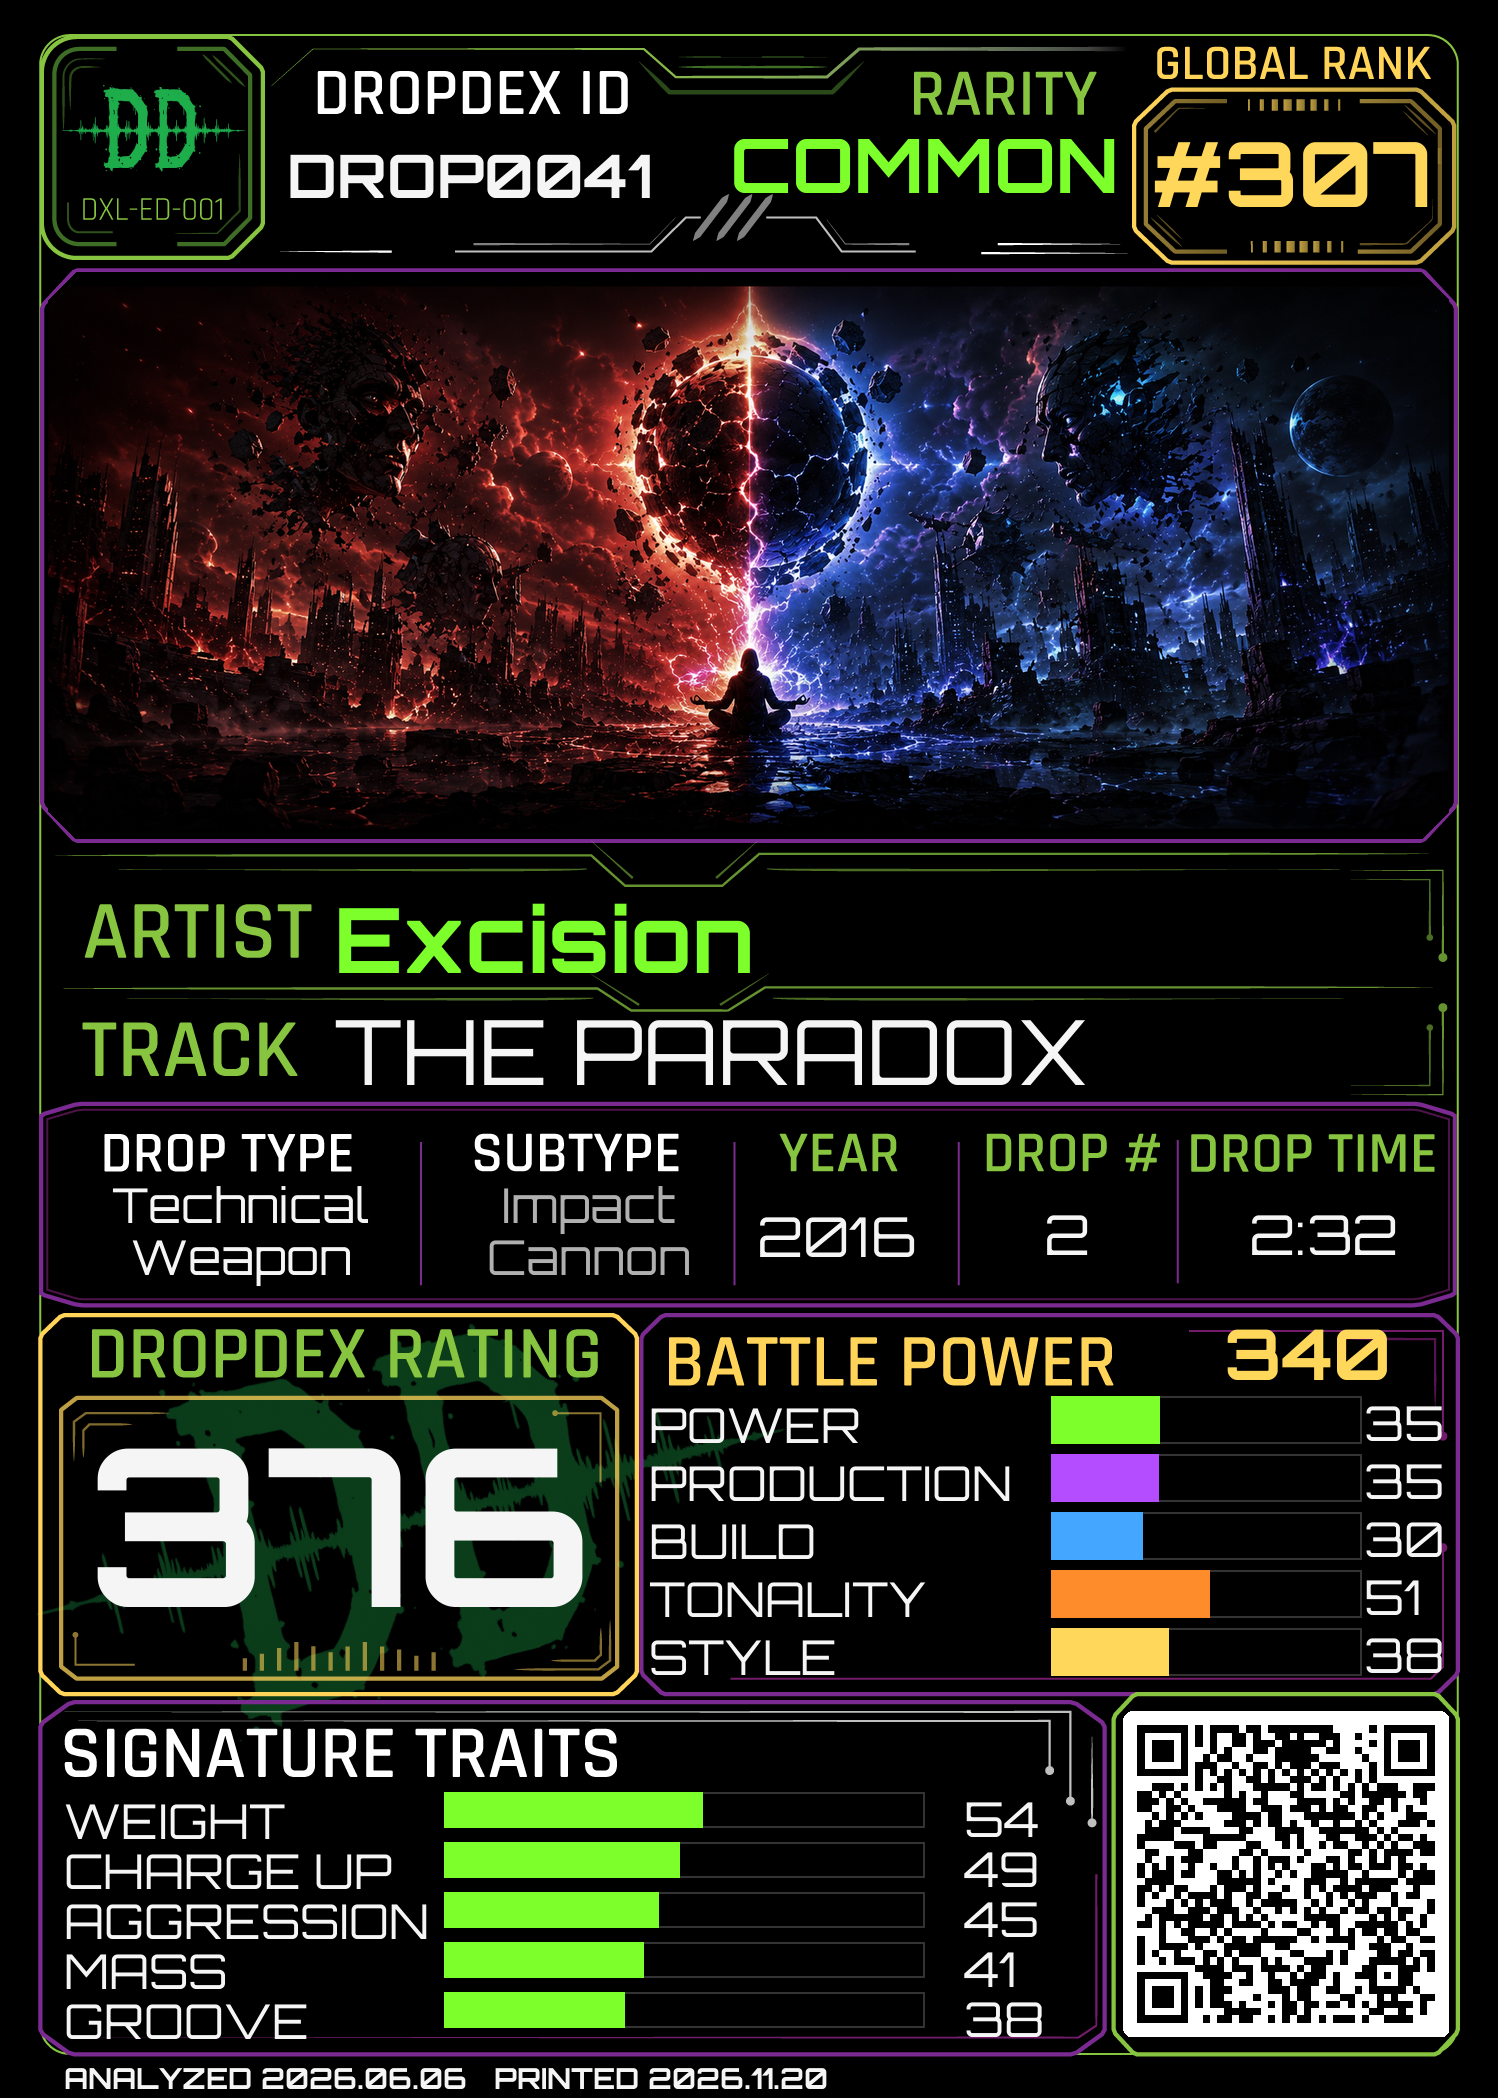 DD
DXL-ED-001
DROPDEX ID
DROP0041
RARITY
COMMON
GLOBAL RANK
#307
ARTIST Excision
TRACK THE PARADOX
DROP TYPE
Technical
Weapon
SUBTYPE
Impact
Cannon
YEAR
2016
DROP #
2
DROP TIME
2:32
DROPDEX RATING
376
BATTLE POWER 340
POWER 35
PRODUCTION 35
BUILD 30
TONALITY 51
STYLE 38
SIGNATURE TRAITS
WEIGHT 54
CHARGE UP 49
AGGRESSION 45
MASS 41
GROOVE 38
ANALYZED 2026.06.06 PRINTED 2026.11.20